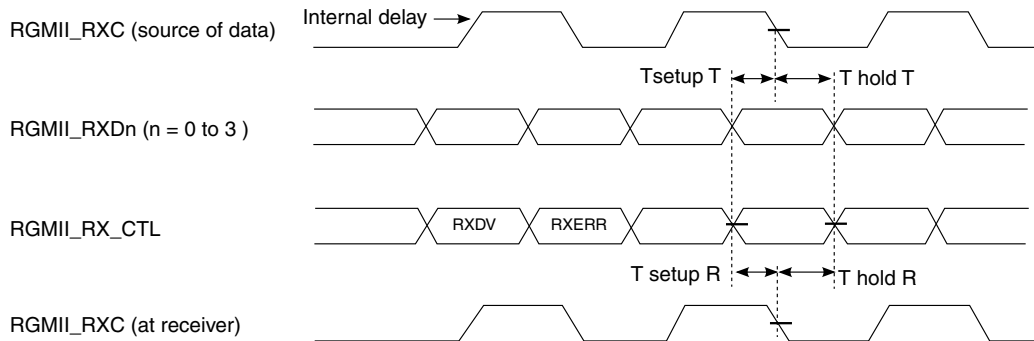 Internal delay
RGMII_RXC (source of data)
Tsetup T
T hold T
RGMII_RXDn (n = 0 to 3 )
RGMII_RX_CTL
RXDV
RXERR
T setup R
T hold R
RGMII_RXC (at receiver)